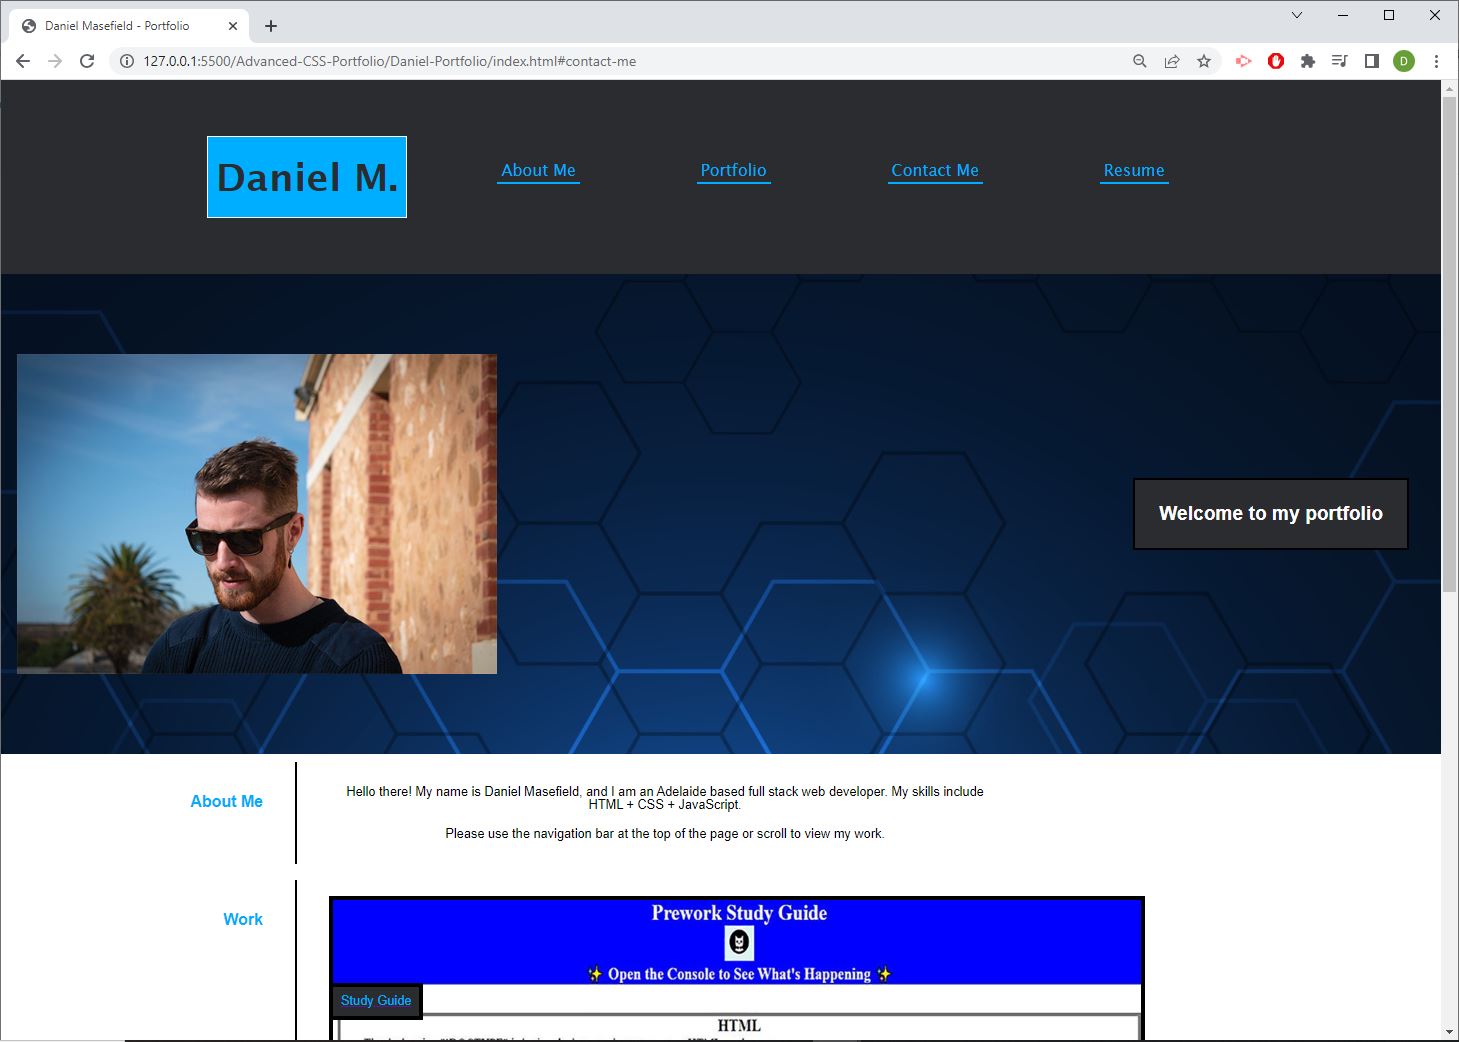 Daniel Masefield - Portfolio
127.0.0.1:5500/Advanced-CSS-Portfolio/Daniel-Portfolio/index.html#contact-me
D
Daniel M.
About Me
Portfolio
Contact Me
Resume
Welcome to my portfolio
About Me
Hello there! My name is Daniel Masefield, and I am an Adelaide based full stack web developer. My skills include
HTML + CSS + JavaScript.
Please use the navigation bar at the top of the page or scroll to view my work.
Work
Prework Study Guide
✨ Open the Console to See What's Happening ✨
Study Guide
HTML